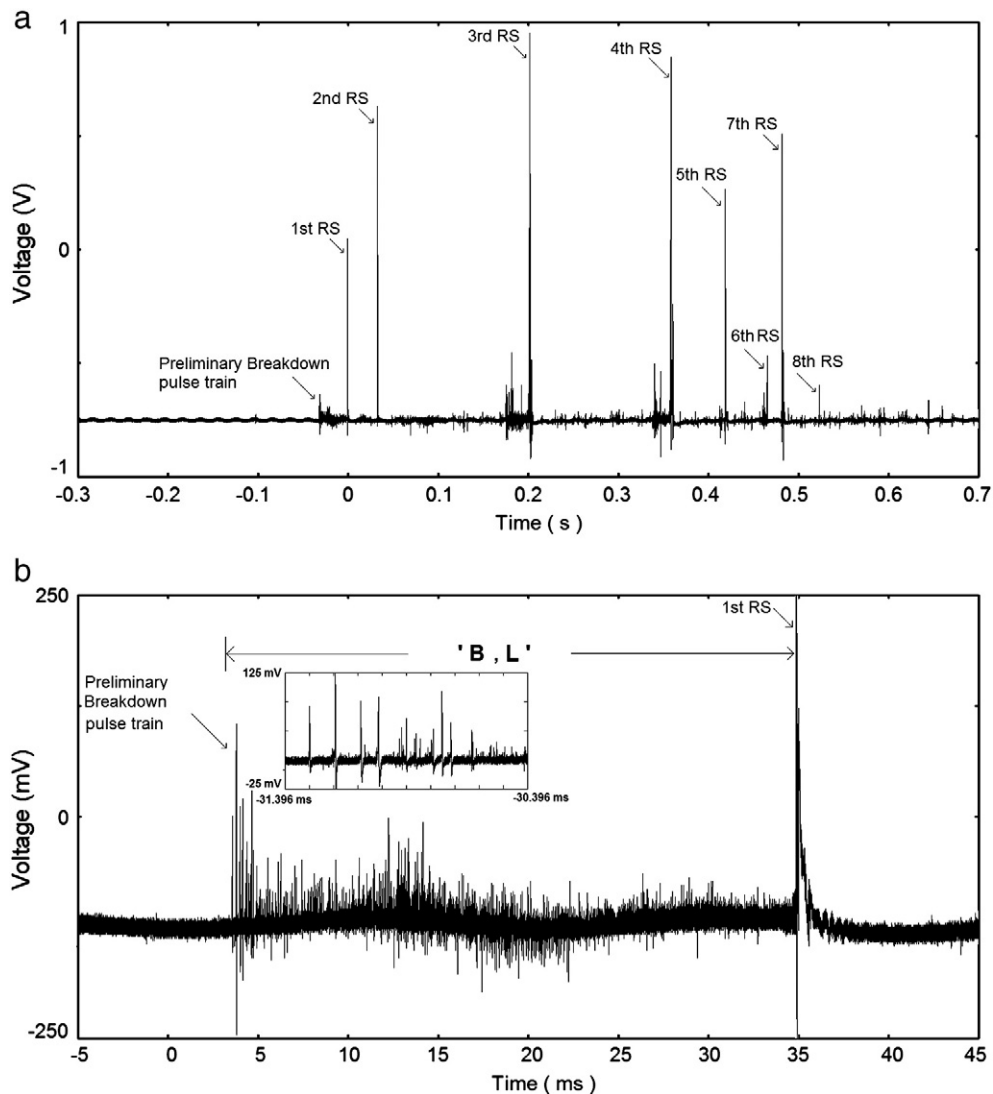 a
1
3rd RS
4th RS
2nd RS
7th RS
5th RS
1st RS
0
6th RS
8th RS
Preliminary Breakdown
pulse train
-1
Voltage (V)
-0.3 -0.2 -0.1 0 0.1 0.2 0.3 0.4 0.5 0.6 0.7
Time ( s )
b
250
1st RS
' B , L '
Preliminary
Breakdown
pulse train
125 mV
-25 mV
-31.396 ms -30.396 ms
0
-250
Voltage (mV)
-5 0 5 10 15 20 25 30 35 40 45
Time ( ms )